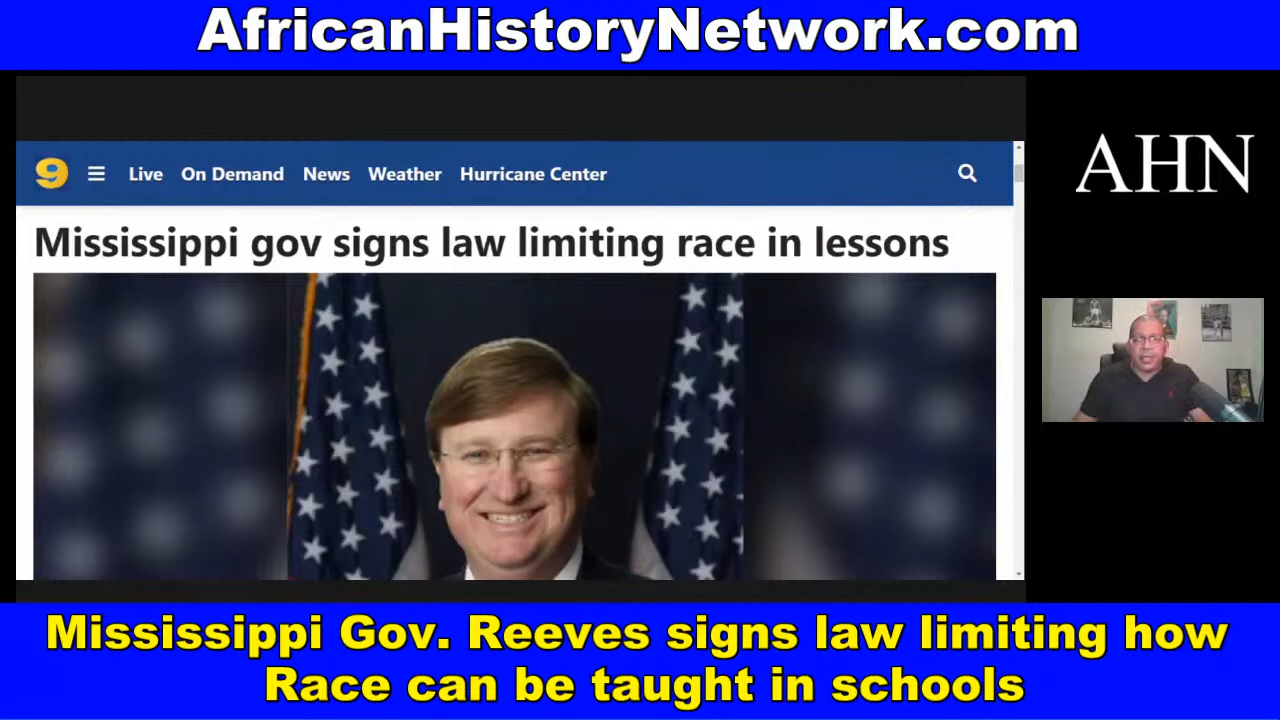 AfricanHistoryNetwork.com
9 Live On Demand News Weather Hurricane Center
AHN
Mississippi gov signs law limiting race in lessons
Mississippi Gov. Reeves signs law limiting how
Race can be taught in schools